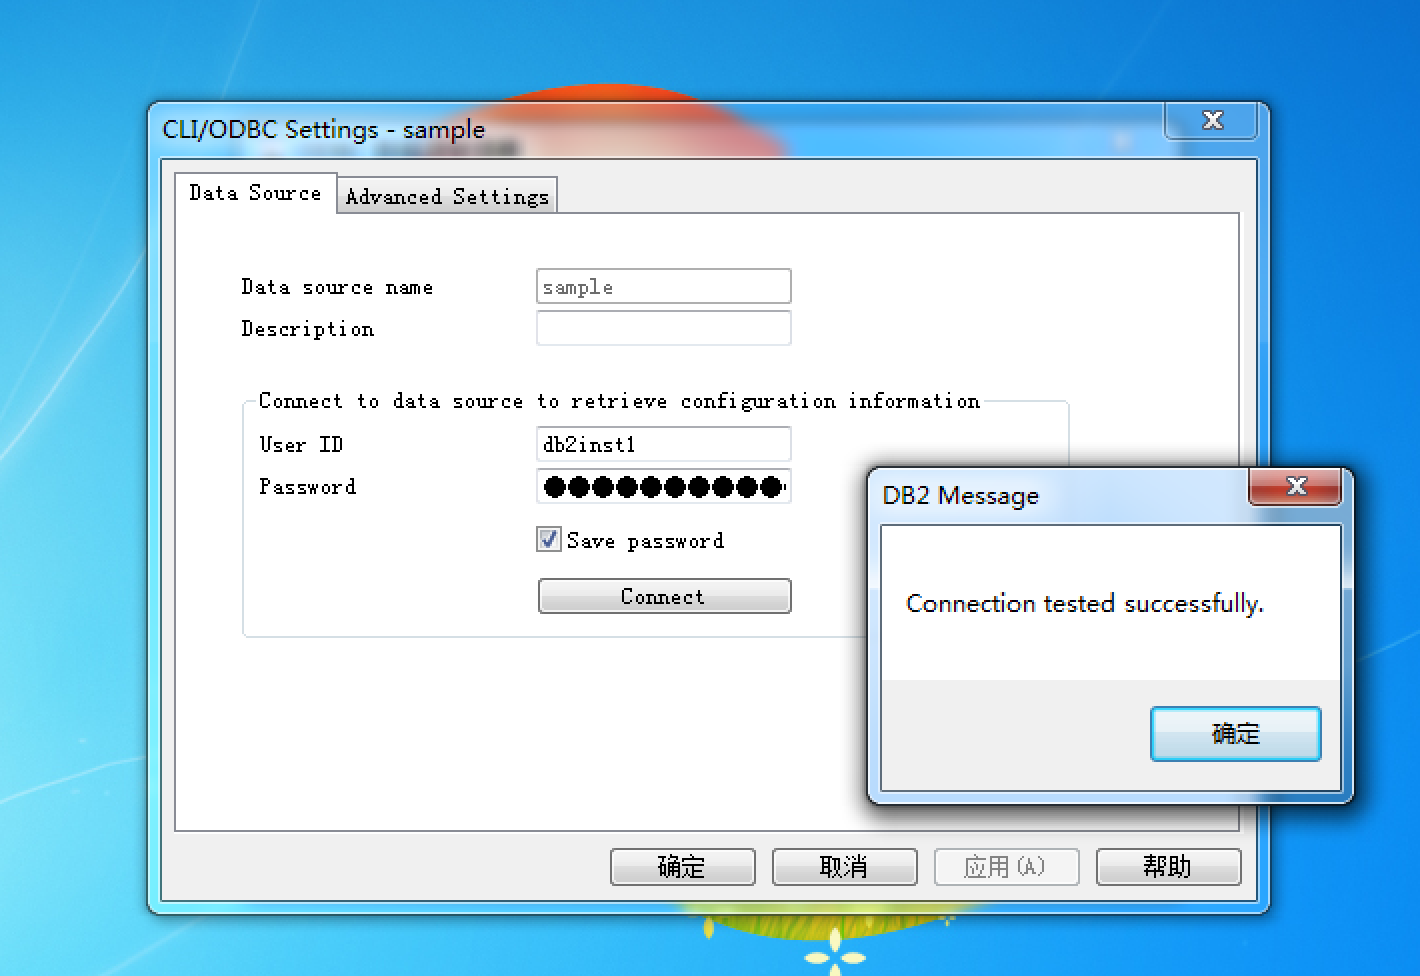 CLI/ODBC Settings - sample
Data Source
Advanced Settings
Data source name
sample
Description
Connect to data source to retrieve configuration information
User ID
db2inst1
Password
Save password
Connect
DB2 Message
Connection tested successfully.
确定
确定
取消
应用(A)
帮助